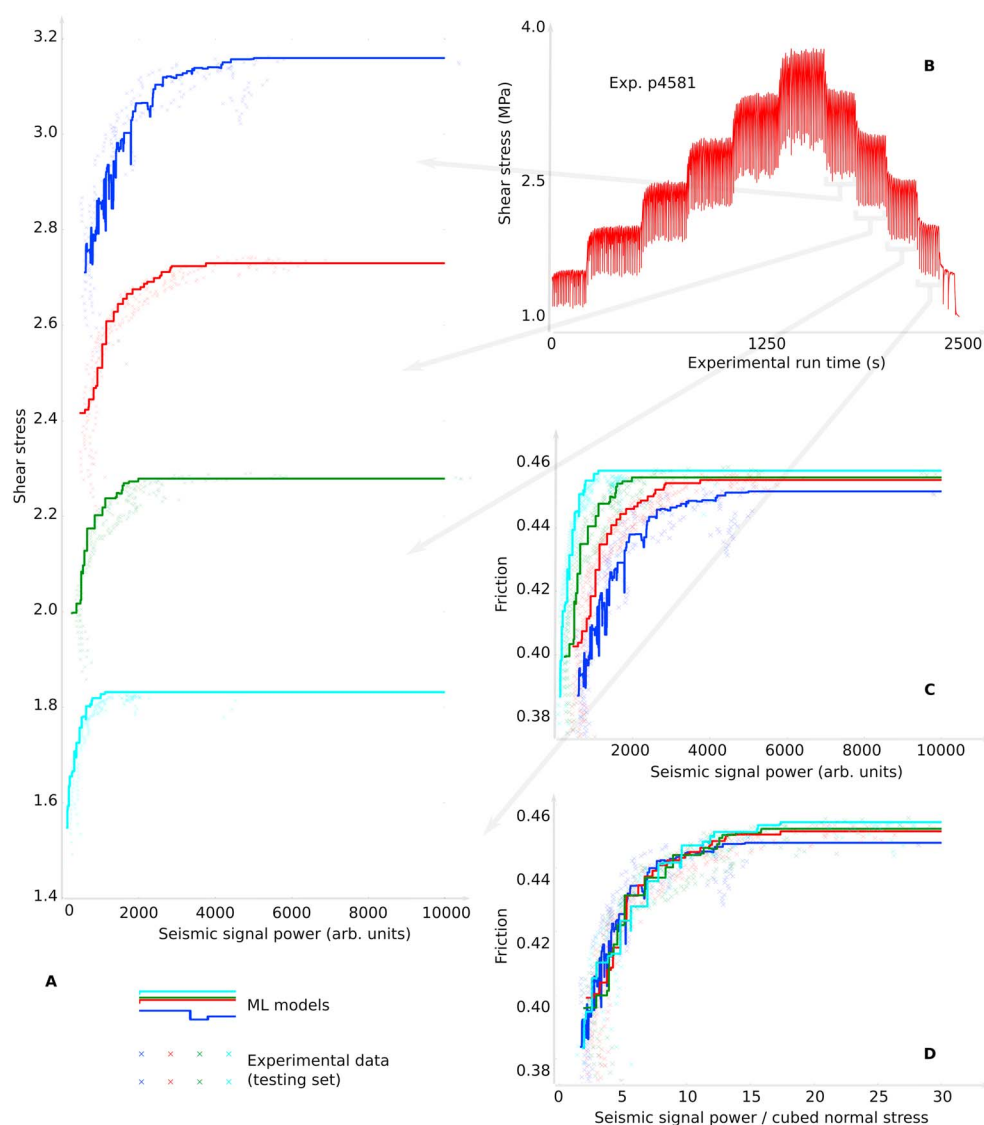 3.2
3.0
2.8
2.6
2.4
2.2
2.0
1.8
1.6
1.4
Shear stress
0 2000 4000 6000 8000 10000
Seismic signal power (arb. units)
A
ML models
Experimental data
(testing set)
4.0
2.5
1.0
Shear stress (MPa)
Exp. p4581
B
0 1250 2500
Experimental run time (s)
0.46
0.44
0.42
0.40
0.38
Friction
C
2000 4000 6000 8000 10000
Seismic signal power (arb. units)
0.46
0.44
0.42
0.40
0.38
Friction
D
0 5 10 15 20 25 30
Seismic signal power / cubed normal stress